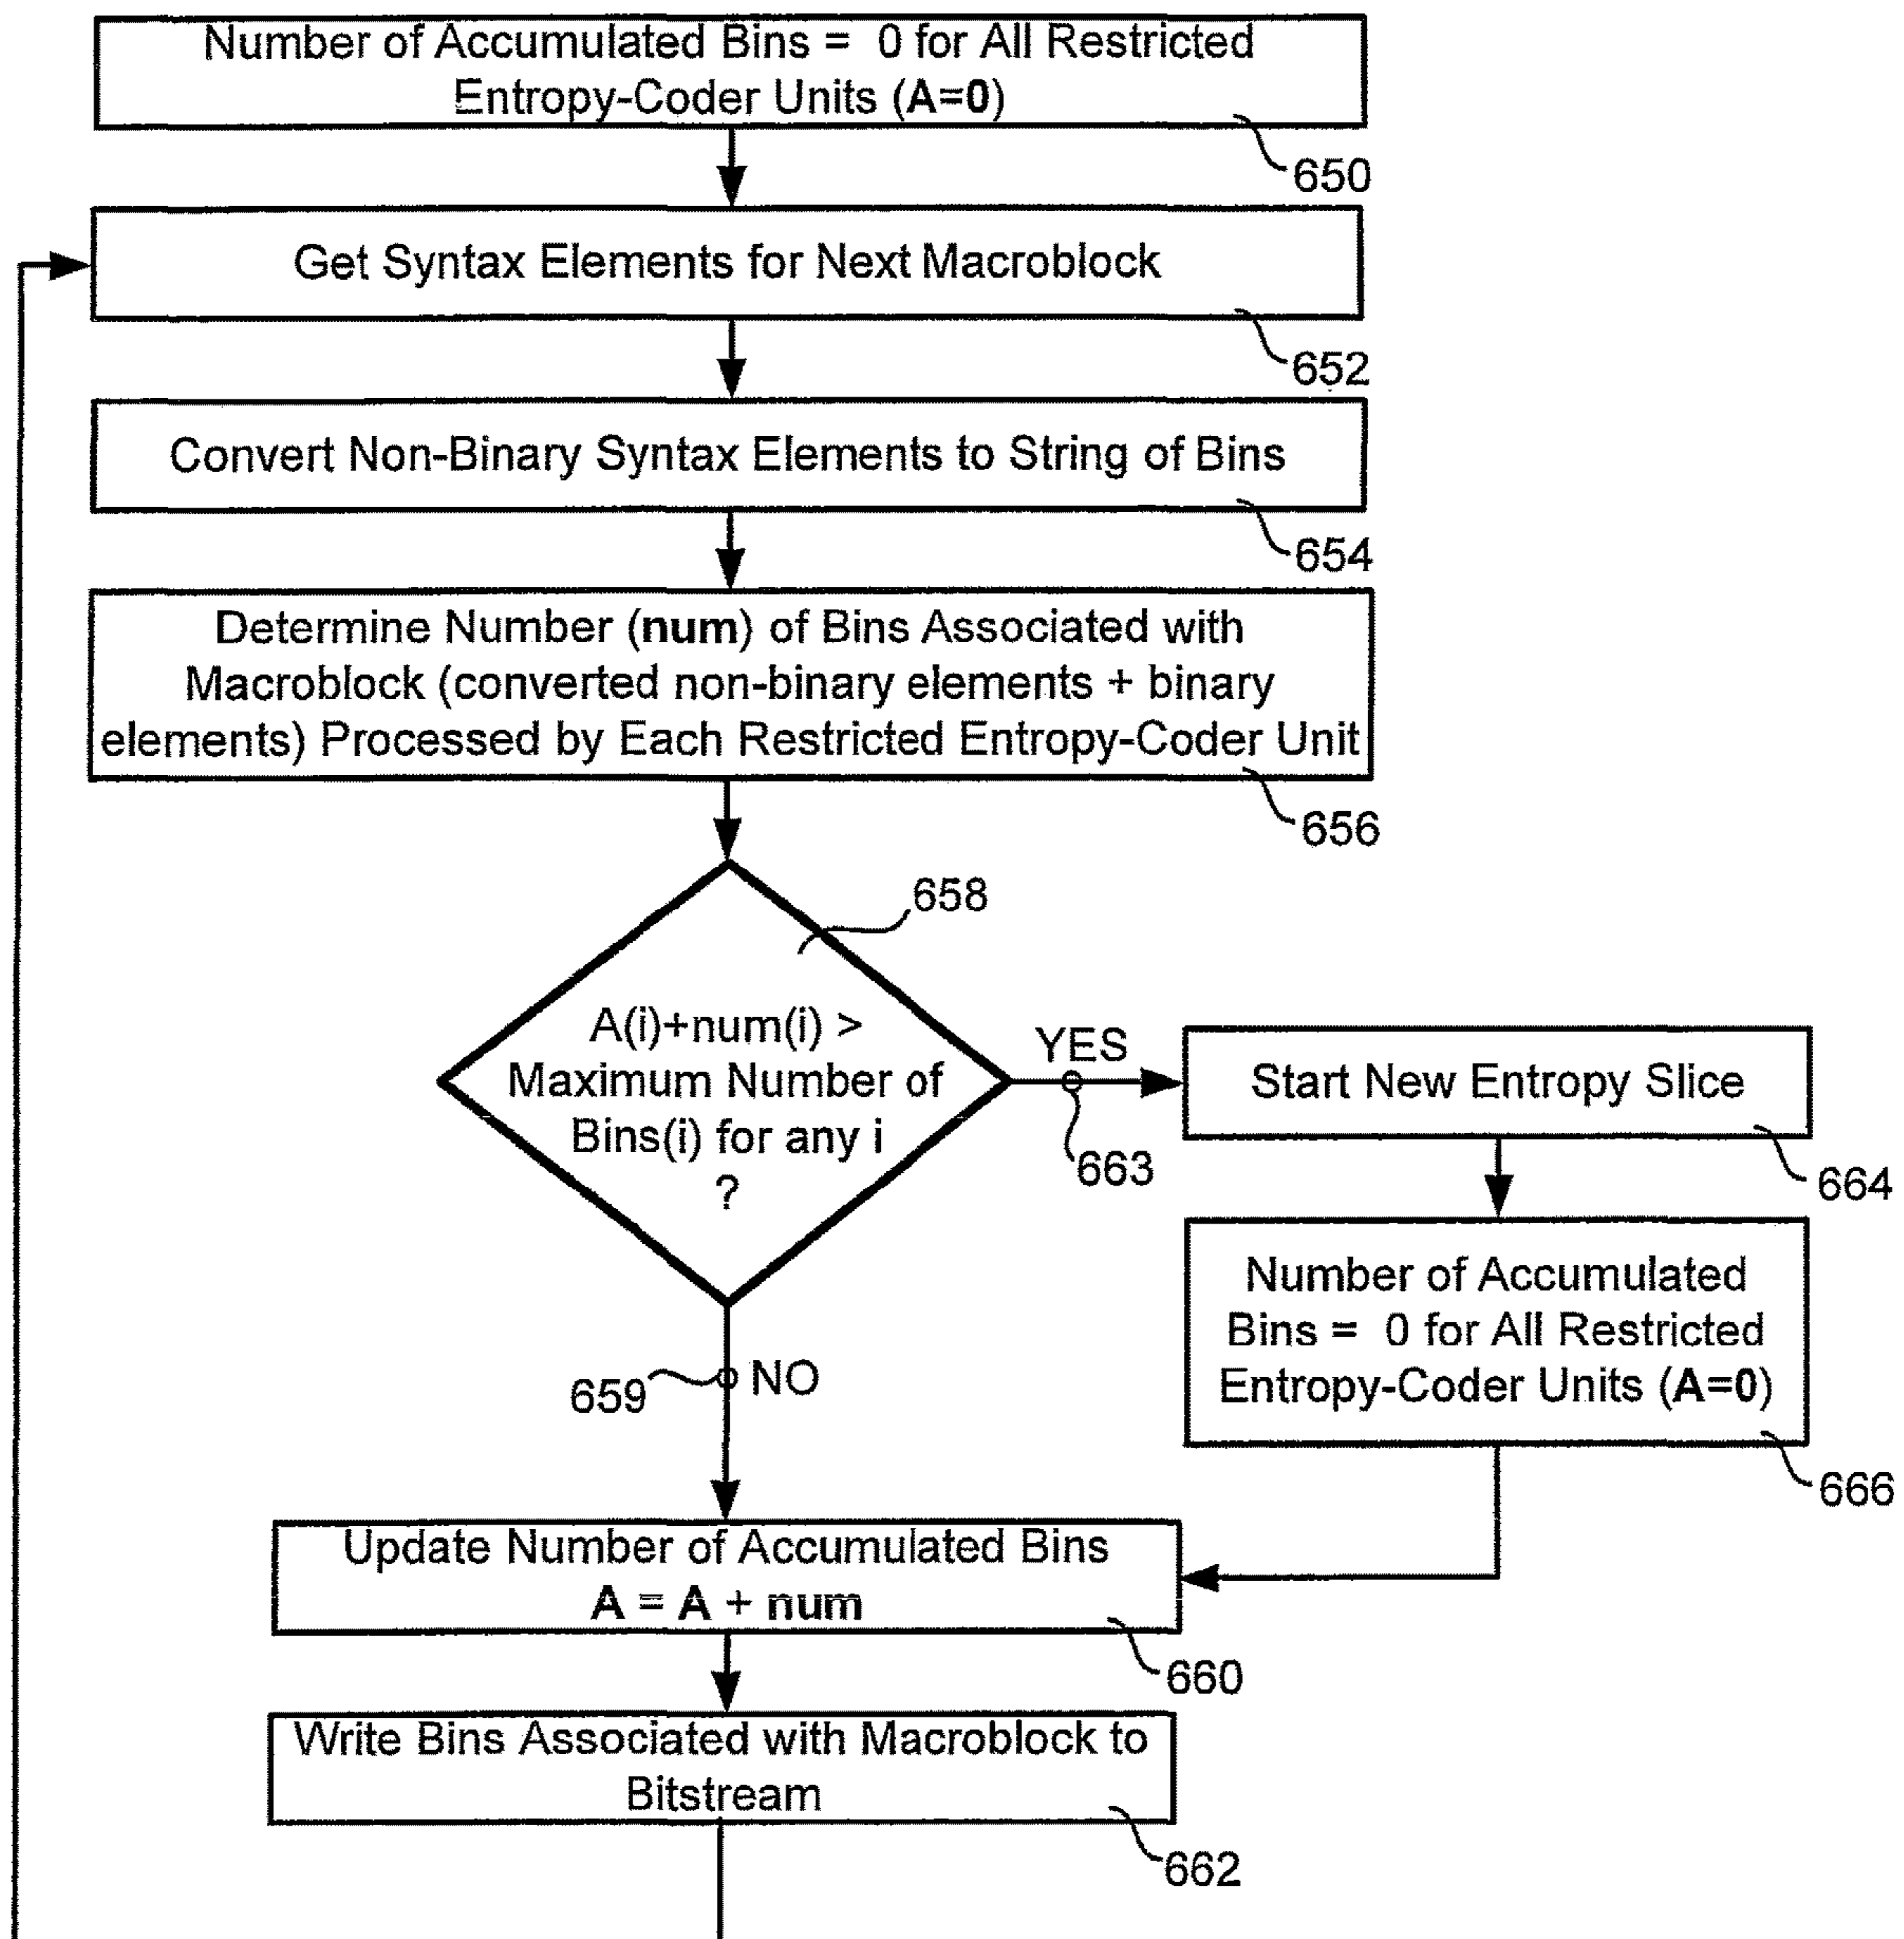 Number of Accumulated Bins = 0 for All Restricted
Entropy-Coder Units (A=0)
650
Get Syntax Elements for Next Macroblock
652
Convert Non-Binary Syntax Elements to String of Bins
654
Determine Number (num) of Bins Associated with
Macroblock (converted non-binary elements + binary
elements) Processed by Each Restricted Entropy-Coder Unit
656
658
A(i)+num(i) >
Maximum Number of
Bins(i) for any i
?
YES
663
Start New Entropy Slice
664
Number of Accumulated
Bins = 0 for All Restricted
Entropy-Coder Units (A=0)
666
659
NO
Update Number of Accumulated Bins
A = A + num
660
Write Bins Associated with Macroblock to
Bitstream
662